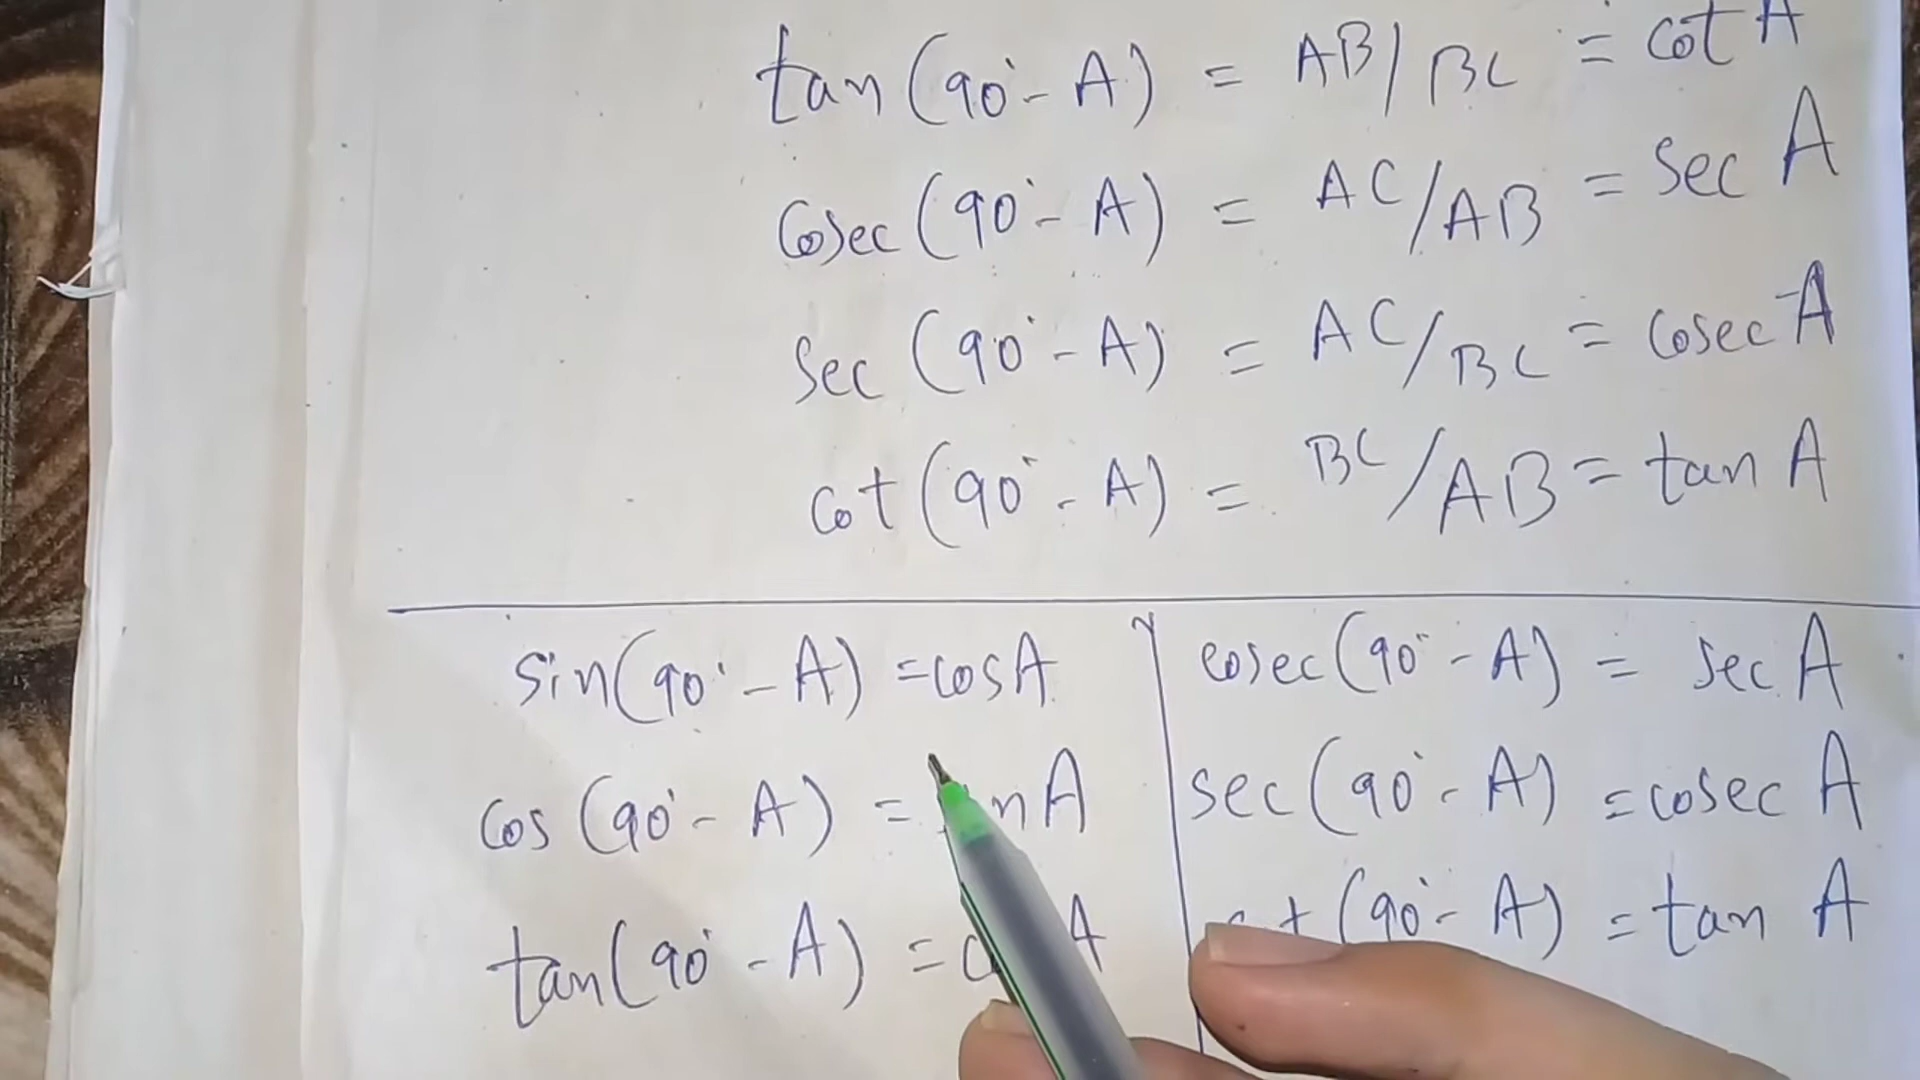 tan(90°- A) = AB/BC = cot A
Cosec(90°- A) = AC/AB = Sec A
Sec (90°- A) = AC/BC = Cosec A
Cot (90°- A) = BC/AB = tan A
Sin(90°- A) = cosA
cos (90°- A) = A
tan(90°- A) = A
cosec(90°- A) = sec A
sec(90°- A) = cosec A
(90°- A) = tan A